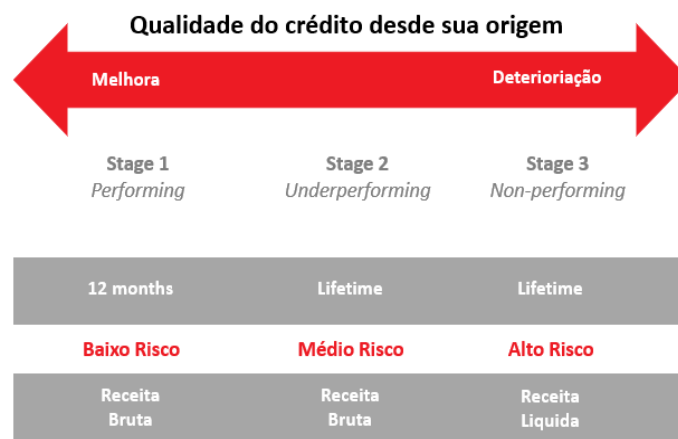 Qualidade do crédito desde sua origem
Melhora Deterioriação
Stage 1 Stage 2 Stage 3
Performing Underperforming Non-performing
12 months Lifetime Lifetime
Baixo Risco Médio Risco Alto Risco
Receita Receita Receita
Bruta Bruta Liquida